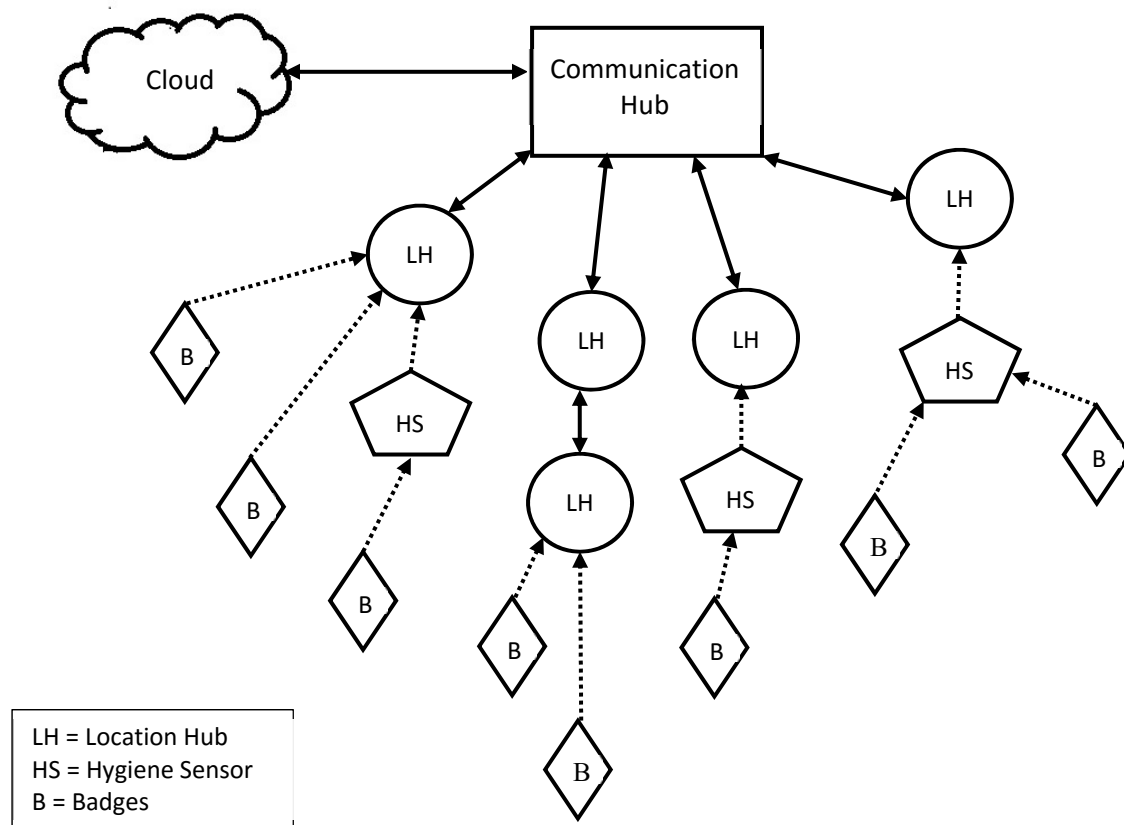 Cloud
Communication
Hub
LH
LH
LH
LH
B
HS
HS
B
B
LH
HS
B
B
B
B
B
B
LH = Location Hub
HS = Hygiene Sensor
B = Badges